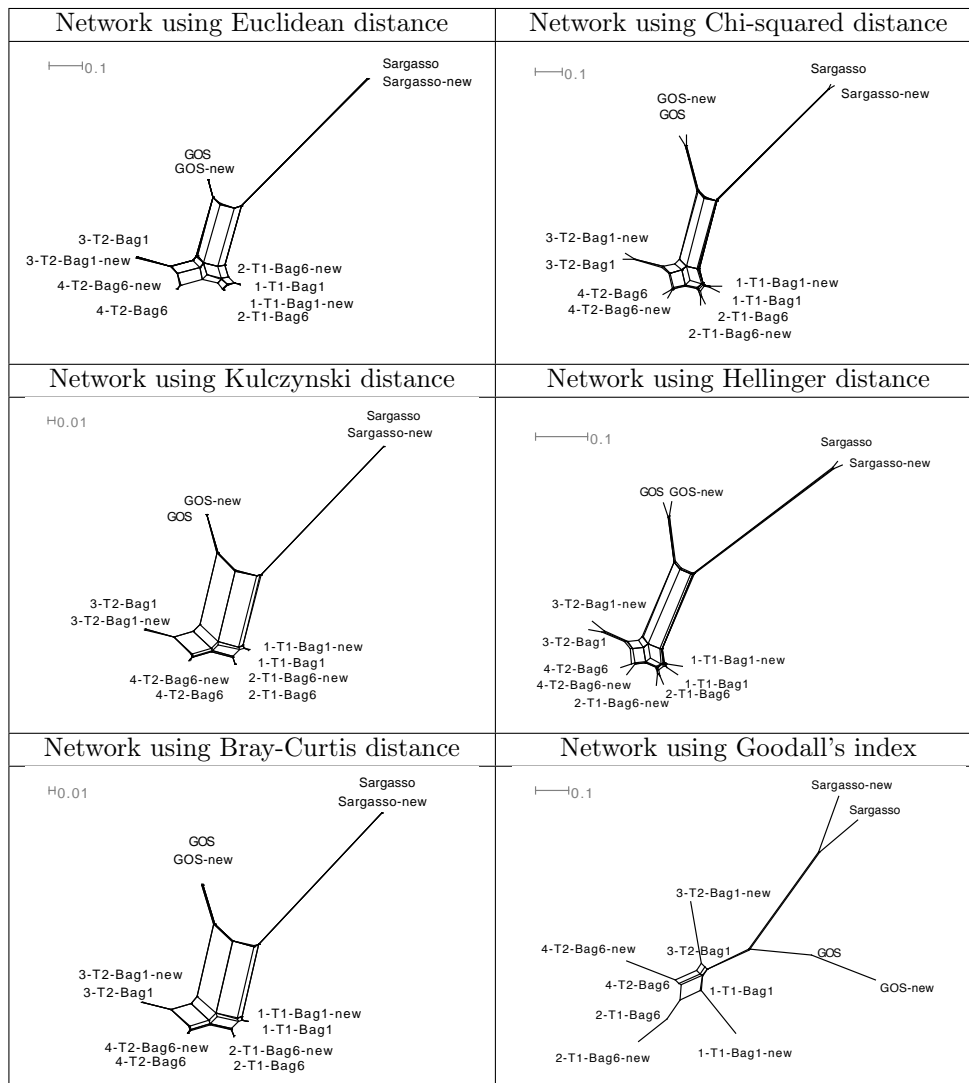 Network using Euclidean distance
0.1
Sargasso
Sargasso-new
GOS
GOS-new
3-T2-Bag1
3-T2-Bag1-new
4-T2-Bag6-new
4-T2-Bag6
2-T1-Bag6-new
1-T1-Bag1
1-T1-Bag1-new
2-T1-Bag6
Network using Chi-squared distance
0.1
Sargasso
Sargasso-new
GOS-new
GOS
3-T2-Bag1-new
3-T2-Bag1
4-T2-Bag6
4-T2-Bag6-new
1-T1-Bag1-new
1-T1-Bag1
2-T1-Bag6
2-T1-Bag6-new
Network using Kulczynski distance
0.01
Sargasso
Sargasso-new
GOS-new
GOS
3-T2-Bag1
3-T2-Bag1-new
4-T2-Bag6-new
4-T2-Bag6
1-T1-Bag1-new
1-T1-Bag1
2-T1-Bag6-new
2-T1-Bag6
Network using Hellinger distance
0.1
Sargasso
Sargasso-new
GOS GOS-new
3-T2-Bag1-new
3-T2-Bag1
4-T2-Bag6
4-T2-Bag6-new
2-T1-Bag6-new
1-T1-Bag1-new
1-T1-Bag1
2-T1-Bag6
Network using Bray-Curtis distance
0.01
Sargasso
Sargasso-new
GOS
GOS-new
3-T2-Bag1-new
3-T2-Bag1
4-T2-Bag6-new
4-T2-Bag6
1-T1-Bag1-new
1-T1-Bag1
2-T1-Bag6-new
2-T1-Bag6
Network using Goodall's index
0.1
Sargasso-new
Sargasso
3-T2-Bag1-new
4-T2-Bag6-new
3-T2-Bag1
GOS
4-T2-Bag6
1-T1-Bag1
GOS-new
2-T1-Bag6
2-T1-Bag6-new
1-T1-Bag1-new